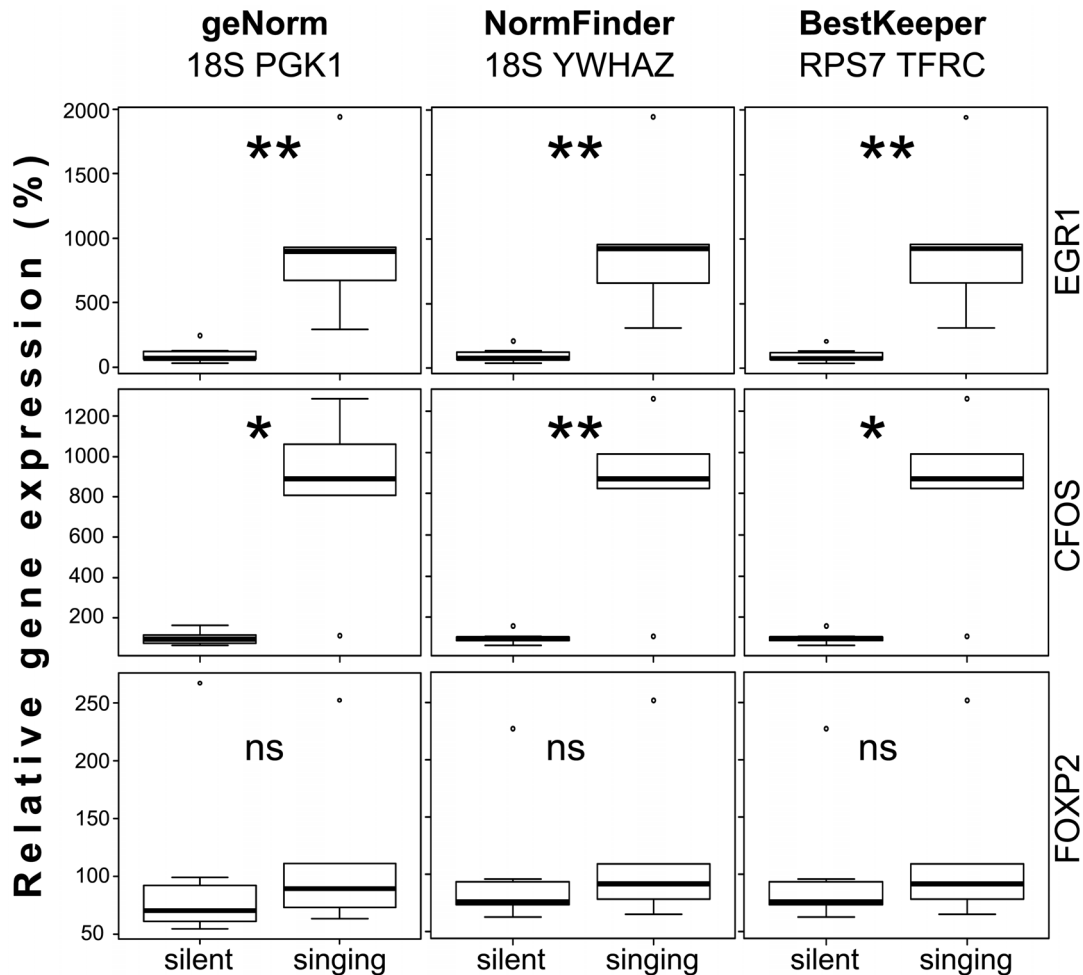 geNorm NormFinder BestKeeper
18S PGK1 18S YWHAZ RPS7 TFRC
Relative gene expression (%)
2000
1500
1000
500
0
** ** **
EGR1
1200
1000
800
600
400
200
* ** *
CFOS
250
200
150
100
50
ns ns ns
FOXP2
silent singing silent singing silent singing